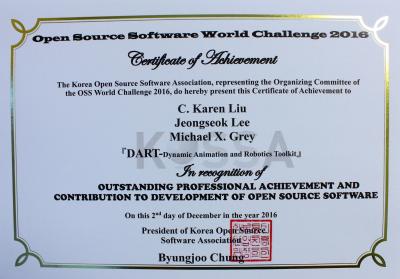 Open Source Software World Challenge 2016
Certificate of Achievement
The Korea Open Source Software Association, representing the Organizing Committee of
the OSS World Challenge 2016, do hereby present this Certificate of Achievement to
C. Karen Liu
Jeongseok Lee
Michael X. Grey
KOSSA
『DART-Dynamic Animation and Robotics Toolkit』
In recognition of
OUTSTANDING PROFESSIONAL ACHIEVEMENT AND
CONTRIBUTION TO DEVELOPMENT OF OPEN SOURCE SOFTWARE
On this 2nd day of December in the year 2016
President of Korea Open Source
Software Association
Byungjoo Chung